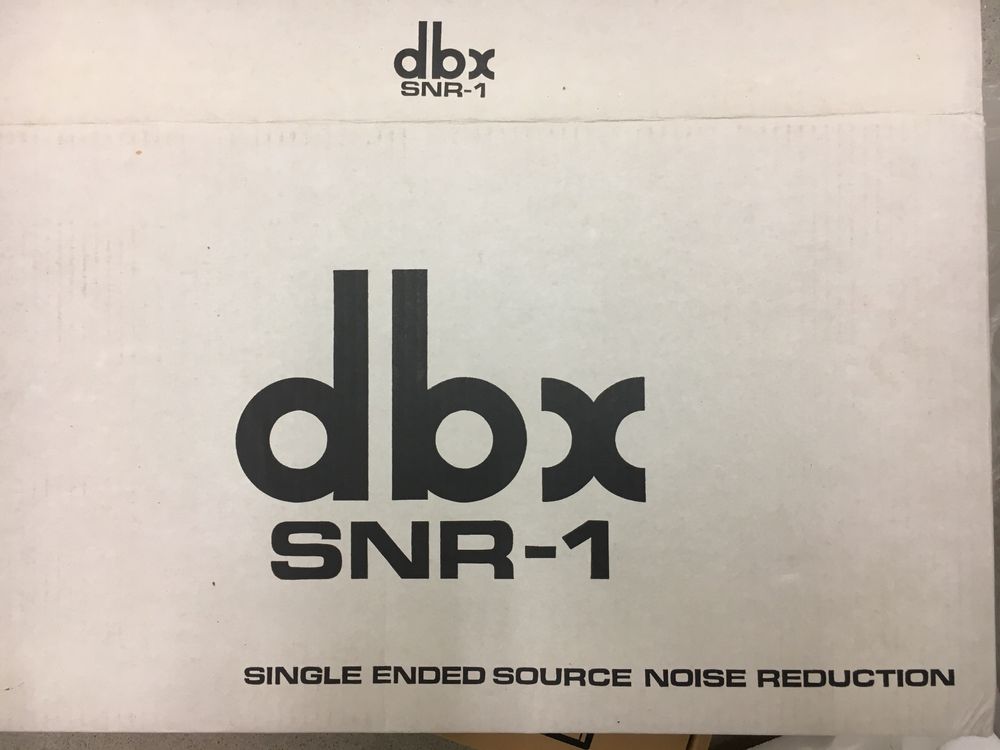 dbx
SNR-1
dbx
SNR-1
SINGLE ENDED SOURCE NOISE REDUCTION